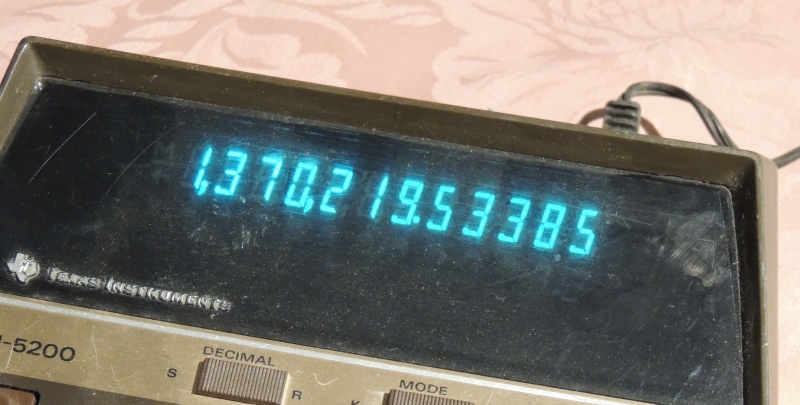 1,370,219.53385
TEXAS INSTRUMENTS
-5200
DECIMAL
S R
MODE
K